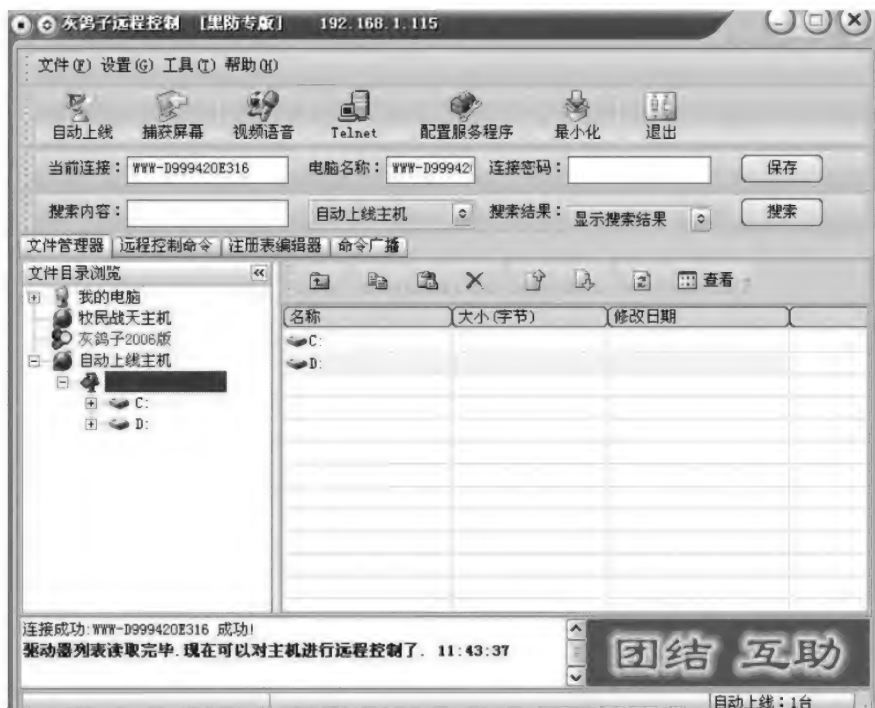 灰鸽子远程控制 [黑防专版] 192.168.1.115
文件(F) 设置(G) 工具(T) 帮助(H)
自动上线 捕获屏幕 视频语音 Telnet 配置服务程序 最小化 退出
当前连接: WWW-D999420E316 电脑名称: WWW-D99942 连接密码: 保存
搜索内容: 自动上线主机 搜索结果: 显示搜索结果 搜索
文件管理器 远程控制命令 注册表编辑器 命令广播
文件目录浏览
查看
我的电脑
牧民战天主机
灰鸽子2006版
自动上线主机
C:
D:
名称 大小(字节) 修改日期
C:
D:
连接成功:WWW-D999420E316 成功!
驱动器列表读取完毕.现在可以对主机进行远程控制了. 11:43:37
团结 互助
自动上线:1台